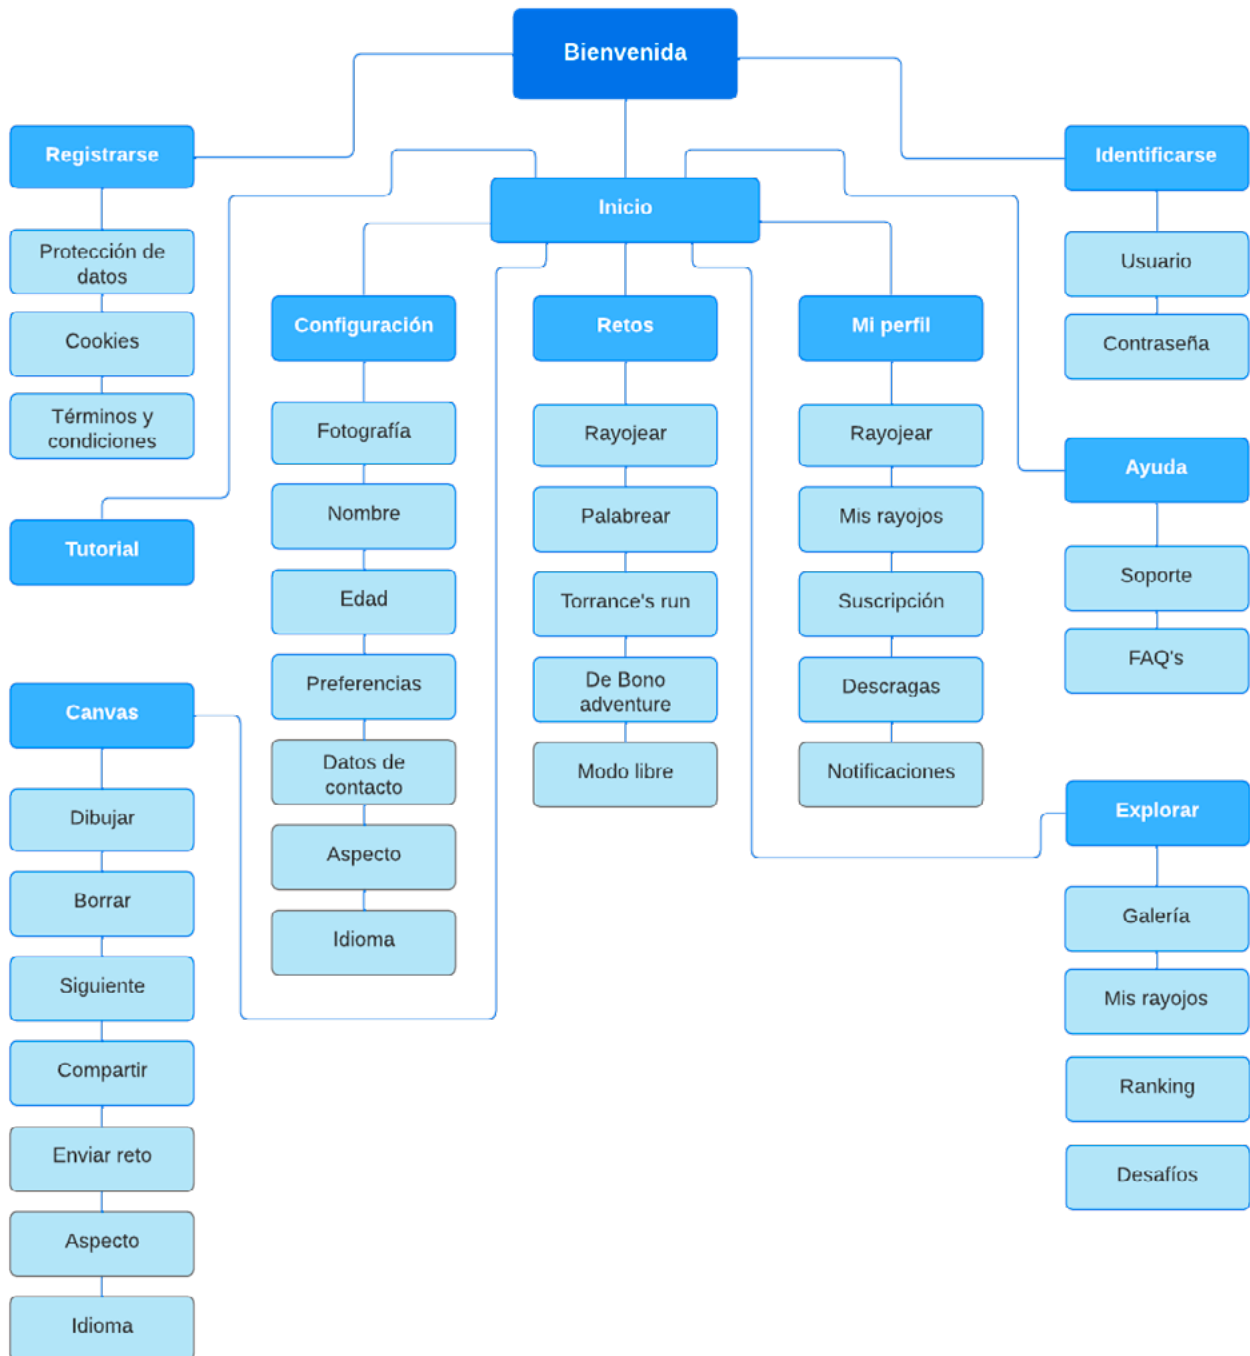 Bienvenida
Registrarse
Protección de
datos
Cookies
Términos y
condiciones
Tutorial
Identificarse
Usuario
Contraseña
Inicio
Configuración
Fotografía
Nombre
Edad
Preferencias
Datos de
contacto
Aspecto
Idioma
Retos
Rayojear
Palabrear
Torrance's run
De Bono
adventure
Modo libre
Mi perfil
Rayojear
Mis rayojos
Suscripción
Descragas
Notificaciones
Ayuda
Soporte
FAQ's
Canvas
Dibujar
Borrar
Siguiente
Compartir
Enviar reto
Aspecto
Idioma
Explorar
Galería
Mis rayojos
Ranking
Desafíos